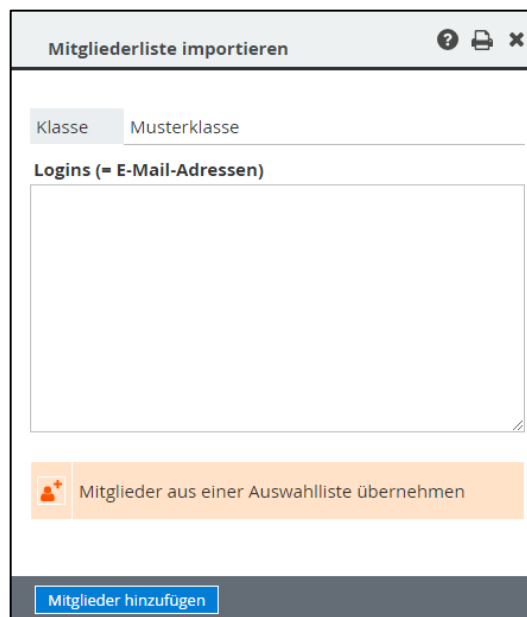 Mitgliederliste importieren
Klasse Musterklasse
Logins (= E-Mail-Adressen)
Mitglieder aus einer Auswahlliste übernehmen
Mitglieder hinzufügen